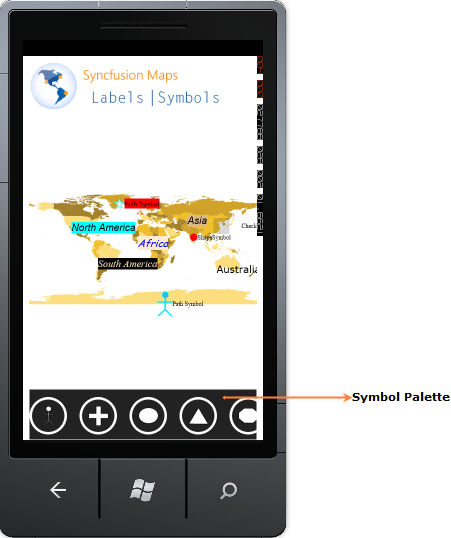 Syncfusion Maps
Labels|Symbols
Path Symbol
Asia
North America
Check
ShapeSymbol
Africa
South America
Australia
Path Symbol
Symbol Palette